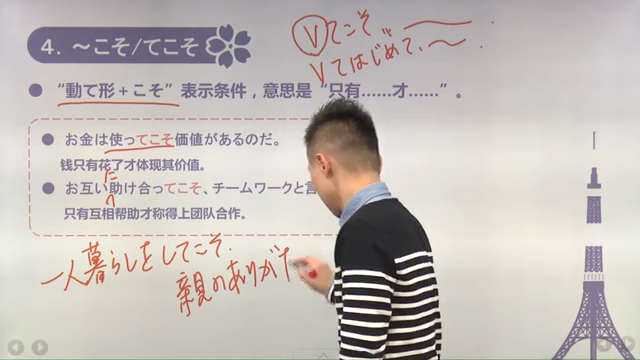 4. ～こそ/てこそ
Vてこそ、～.
Vてはじめて、～.
● “動て形＋こそ”表示条件，意思是“只有……才……”。
● お金は使ってこそ価値があるのだ。
钱只有花了才体现其价值。
た
● お互い助け合ってこそ、チームワークと言
只有互相帮助才称得上团队合作。
一人暮らしをしてこそ.
親のありがた